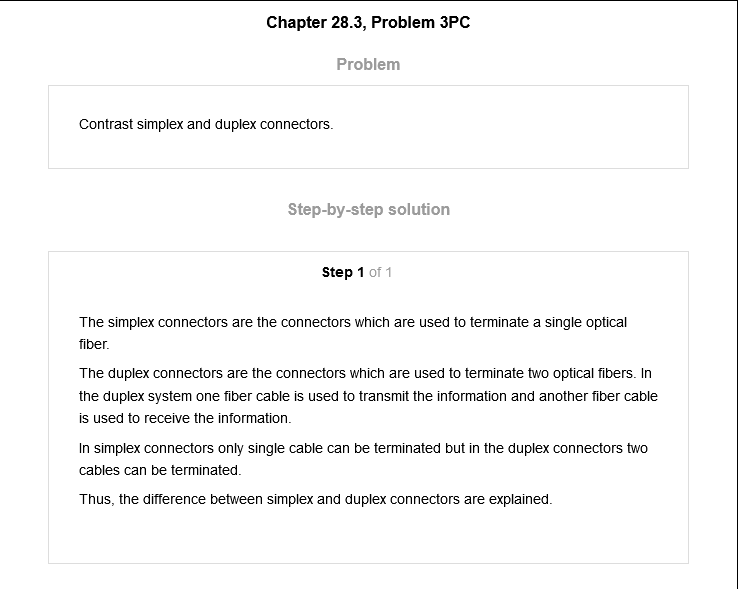 Chapter 28.3, Problem 3PC
Problem
Contrast simplex and duplex connectors.
Step-by-step solution
Step 1 of 1
The simplex connectors are the connectors which are used to terminate a single optical
fiber.
The duplex connectors are the connectors which are used to terminate two optical fibers. In
the duplex system one fiber cable is used to transmit the information and another fiber cable
is used to receive the information.
In simplex connectors only single cable can be terminated but in the duplex connectors two
cables can be terminated.
Thus, the difference between simplex and duplex connectors are explained.